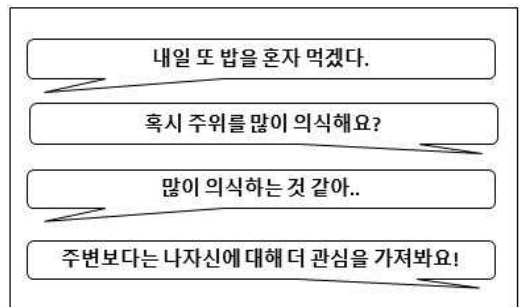 내일 또 밥을 혼자 먹겠다.
혹시 주위를 많이 의식해요?
많이 의식하는 것 같아..
주변보다는 나자신에 대해 더 관심을 가져봐요!